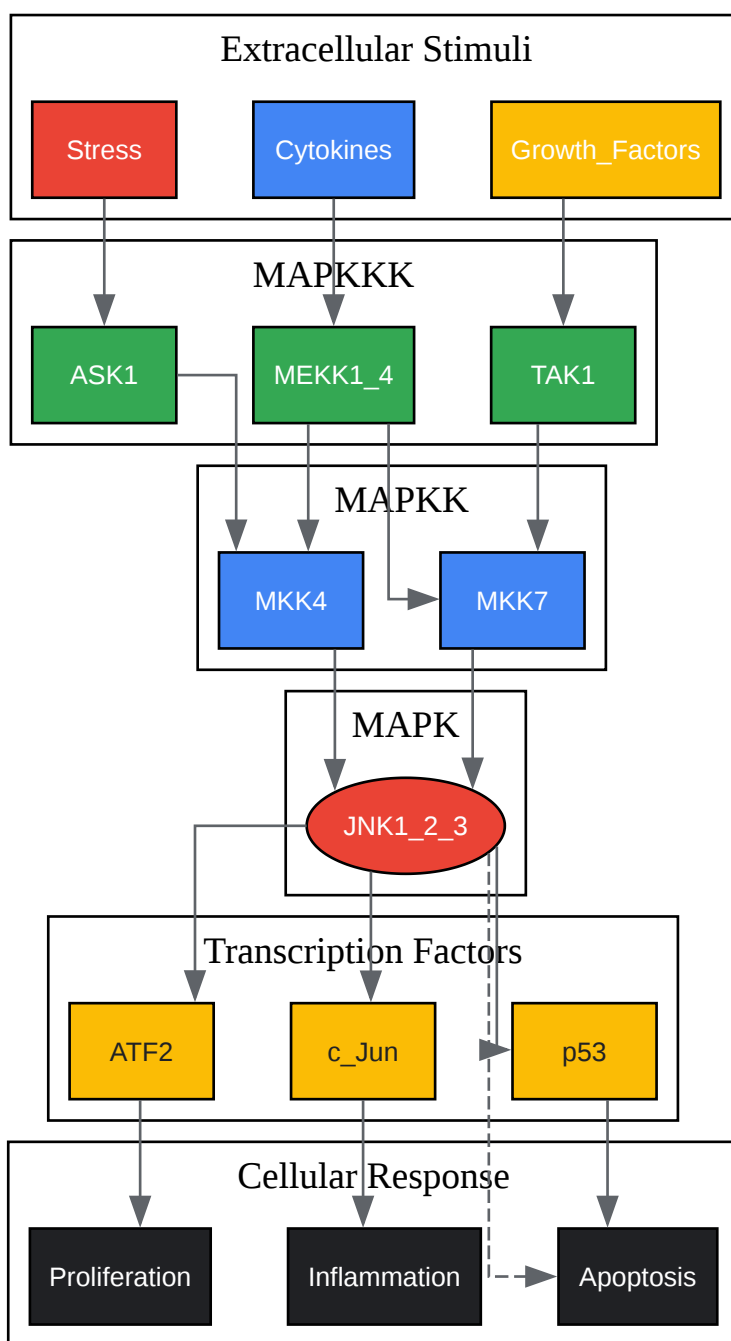 Extracellular Stimuli
Stress
Cytokines
Growth_Factors
MAPKKK
ASK1
MEKK1_4
TAK1
MAPKK
MKK4
MKK7
MAPK
JNK1_2_3
Transcription Factors
ATF2
c_Jun
p53
Cellular Response
Proliferation
Inflammation
Apoptosis